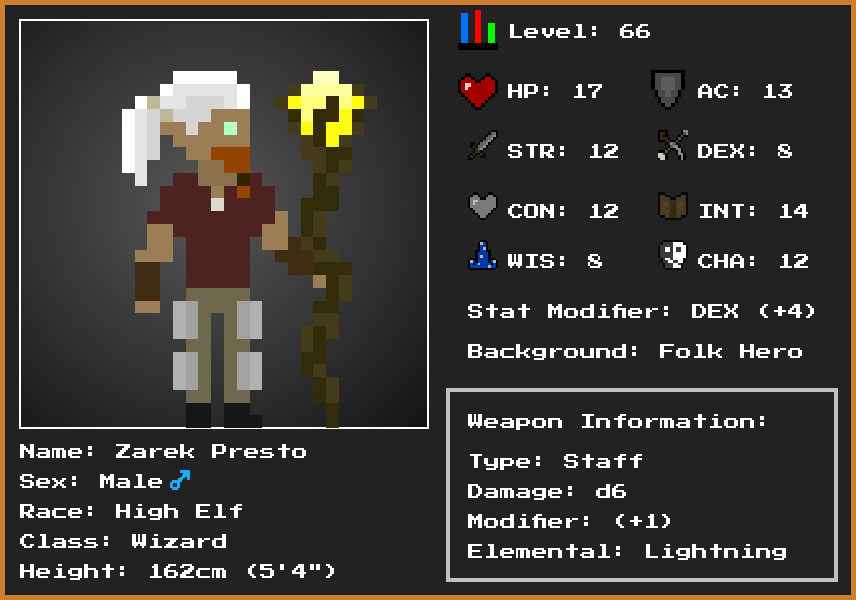 Level: 66
HP: 17 AC: 13
STR: 12 DEX: 8
CON: 12 INT: 14
WIS: 8 CHA: 12
Stat Modifier: DEX (+4)
Background: Folk Hero
Weapon Information:
Type: Staff
Damage: d6
Modifier: (+1)
Elemental: Lightning
Name: Zarek Presto
Sex: Male ♂
Race: High Elf
Class: Wizard
Height: 162cm (5'4")